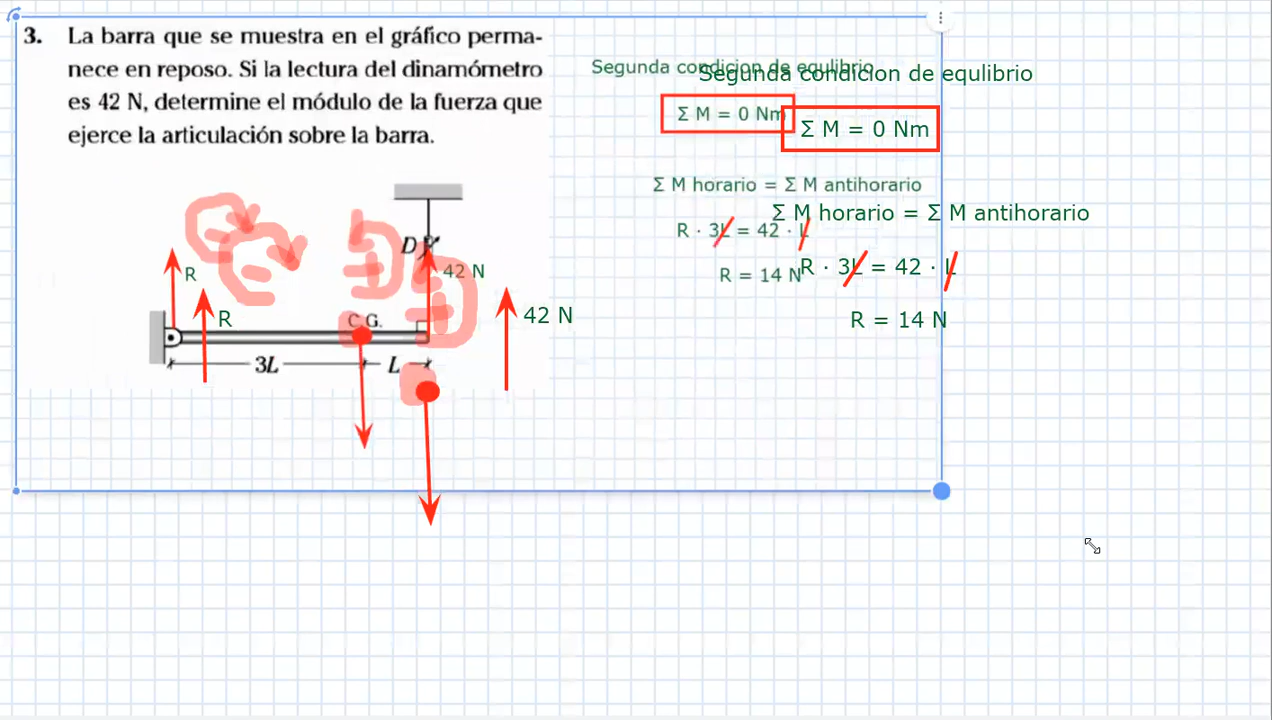 3. La barra que se muestra en el gráfico perma-
nece en reposo. Si la lectura del dinamómetro
es 42 N, determine el módulo de la fuerza que
ejerce la articulación sobre la barra.
Segunda condicion de equlibrio
Segunda condicion de equlibrio
Σ M = 0 Nm
Σ M = 0 Nm
Σ M horario = Σ M antihorario
Σ M horario = Σ M antihorario
R · 3L = 42 · L
R · 3L = 42 · L
R = 14 N
R = 14 N
D
R
42 N
R
C.G.
42 N
3L
L